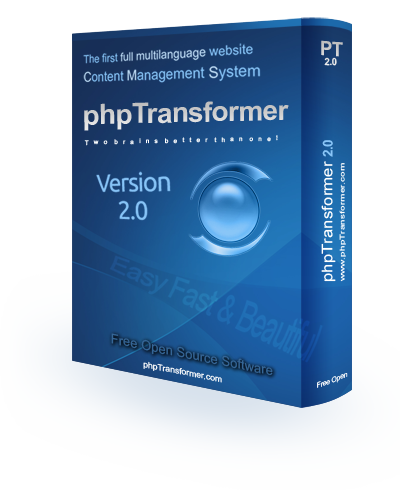 The first full multilanguage website
Content Management System
phpTransformer
Two brains better than one!
Version
2.0
Easy Fast & Beautiful
Free Open Source Software
phpTransformer.com
PT
2.0
phpTransformer 2.0
www.phpTransformer.com
Free Open